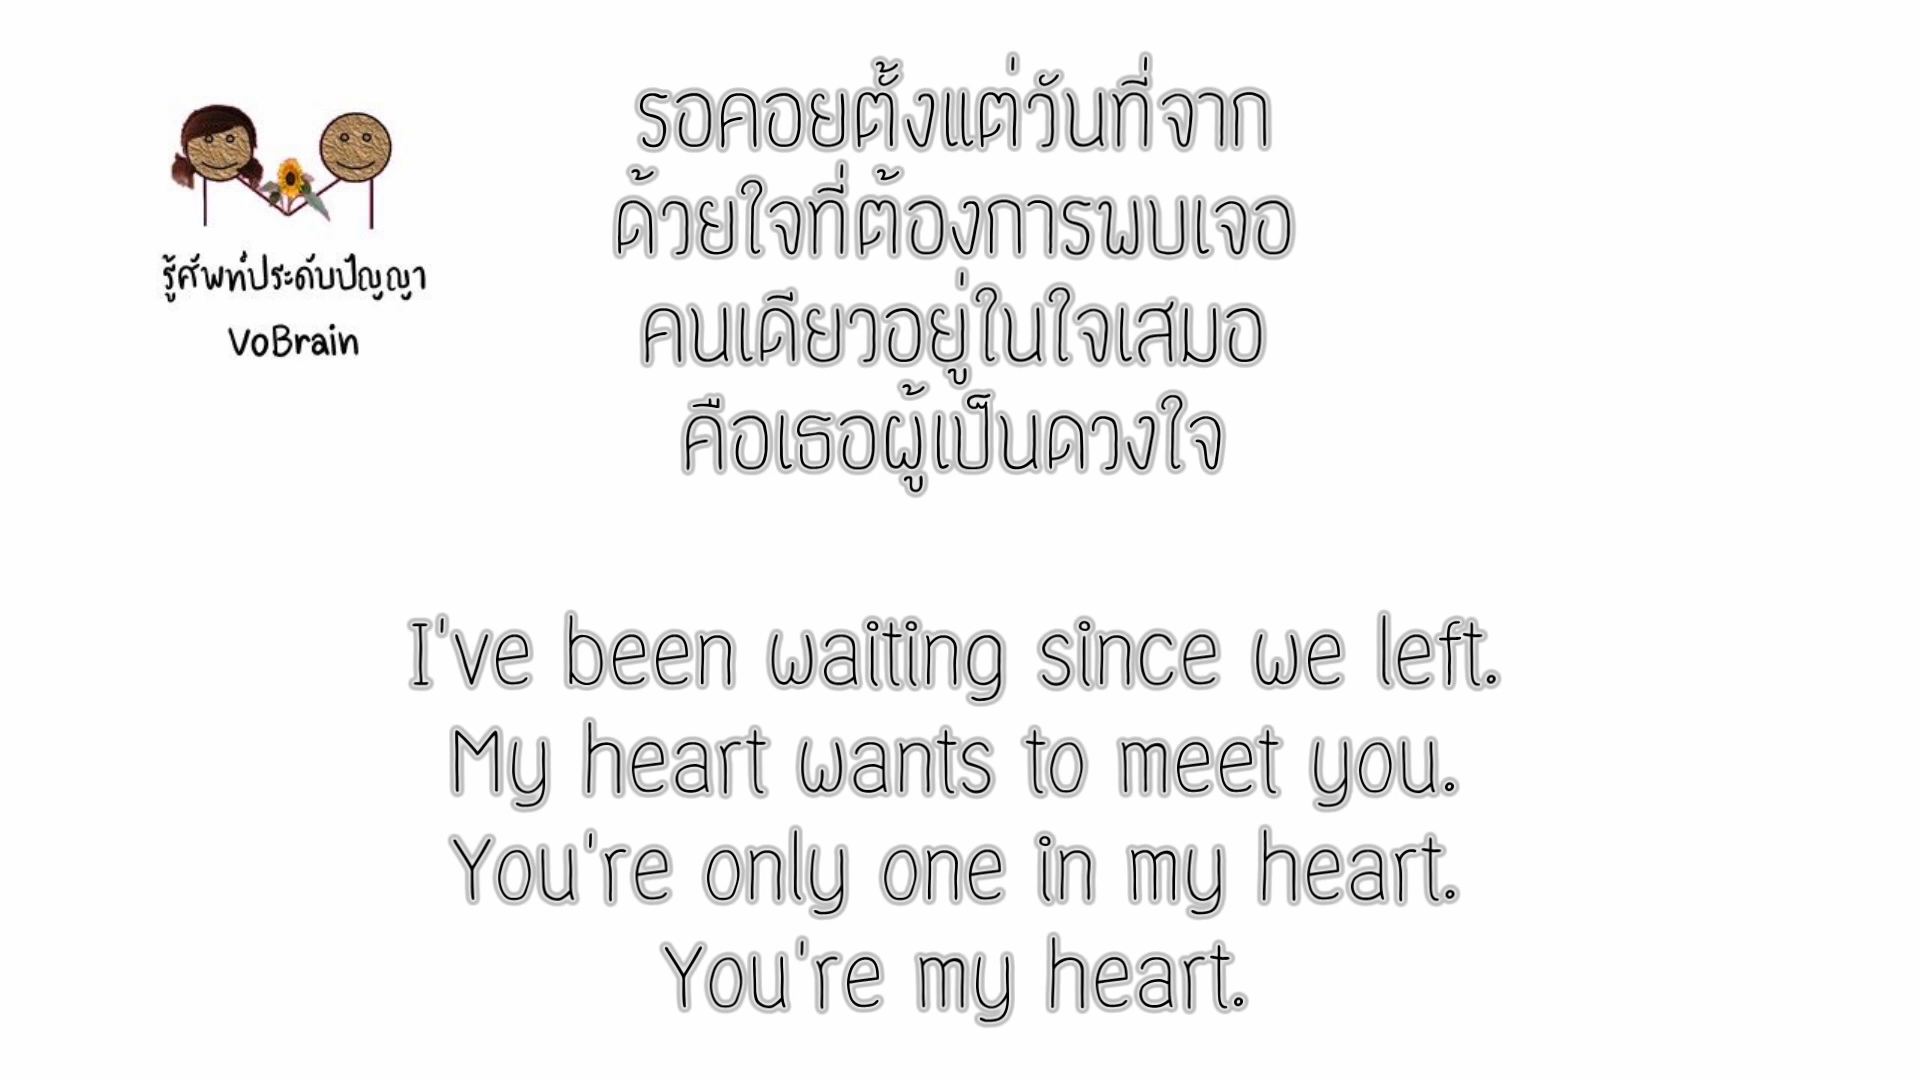 รู้ศัพท์ประดับปัญญา
VoBrain
รอคอยตั้งแต่วันที่จาก
ด้วยใจที่ต้องการพบเจอ
คนเดียวอยู่ในใจเสมอ
คือเธอผู้เป็นดวงใจ
I've been waiting since we left.
My heart wants to meet you.
You're only one in my heart.
You're my heart.